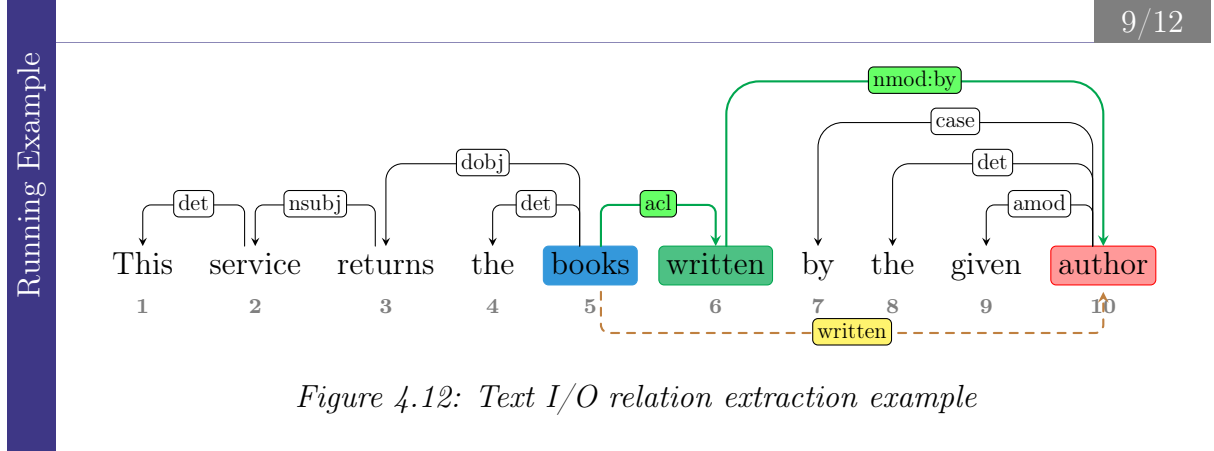 9/12
Running Example
nmod:by
case
dobj det
det nsubj det acl amod
This service returns the books written by the given author
1 2 3 4 5 6 7 8 9 10
written
Figure 4.12: Text I/O relation extraction example